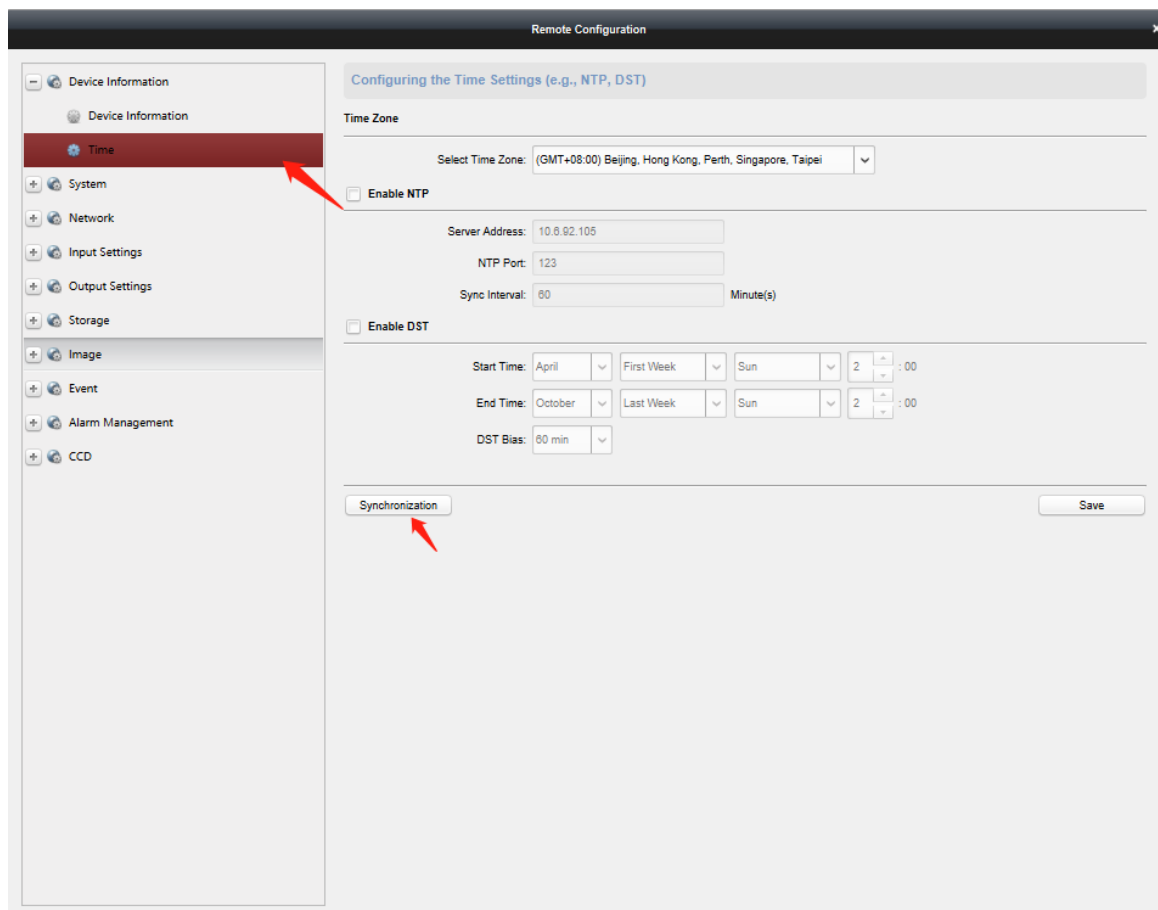 Remote Configuration
Device Information
Device Information
Time
System
Network
Input Settings
Output Settings
Storage
Image
Event
Alarm Management
CCD
Configuring the Time Settings (e.g., NTP, DST)
Time Zone
Select Time Zone: (GMT+08:00) Beijing, Hong Kong, Perth, Singapore, Taipei
Enable NTP
Server Address: 10.6.92.105
NTP Port: 123
Sync Interval: 60 Minute(s)
Enable DST
Start Time: April First Week Sun 2 : 00
End Time: October Last Week Sun 2 : 00
DST Bias: 60 min
Synchronization Save